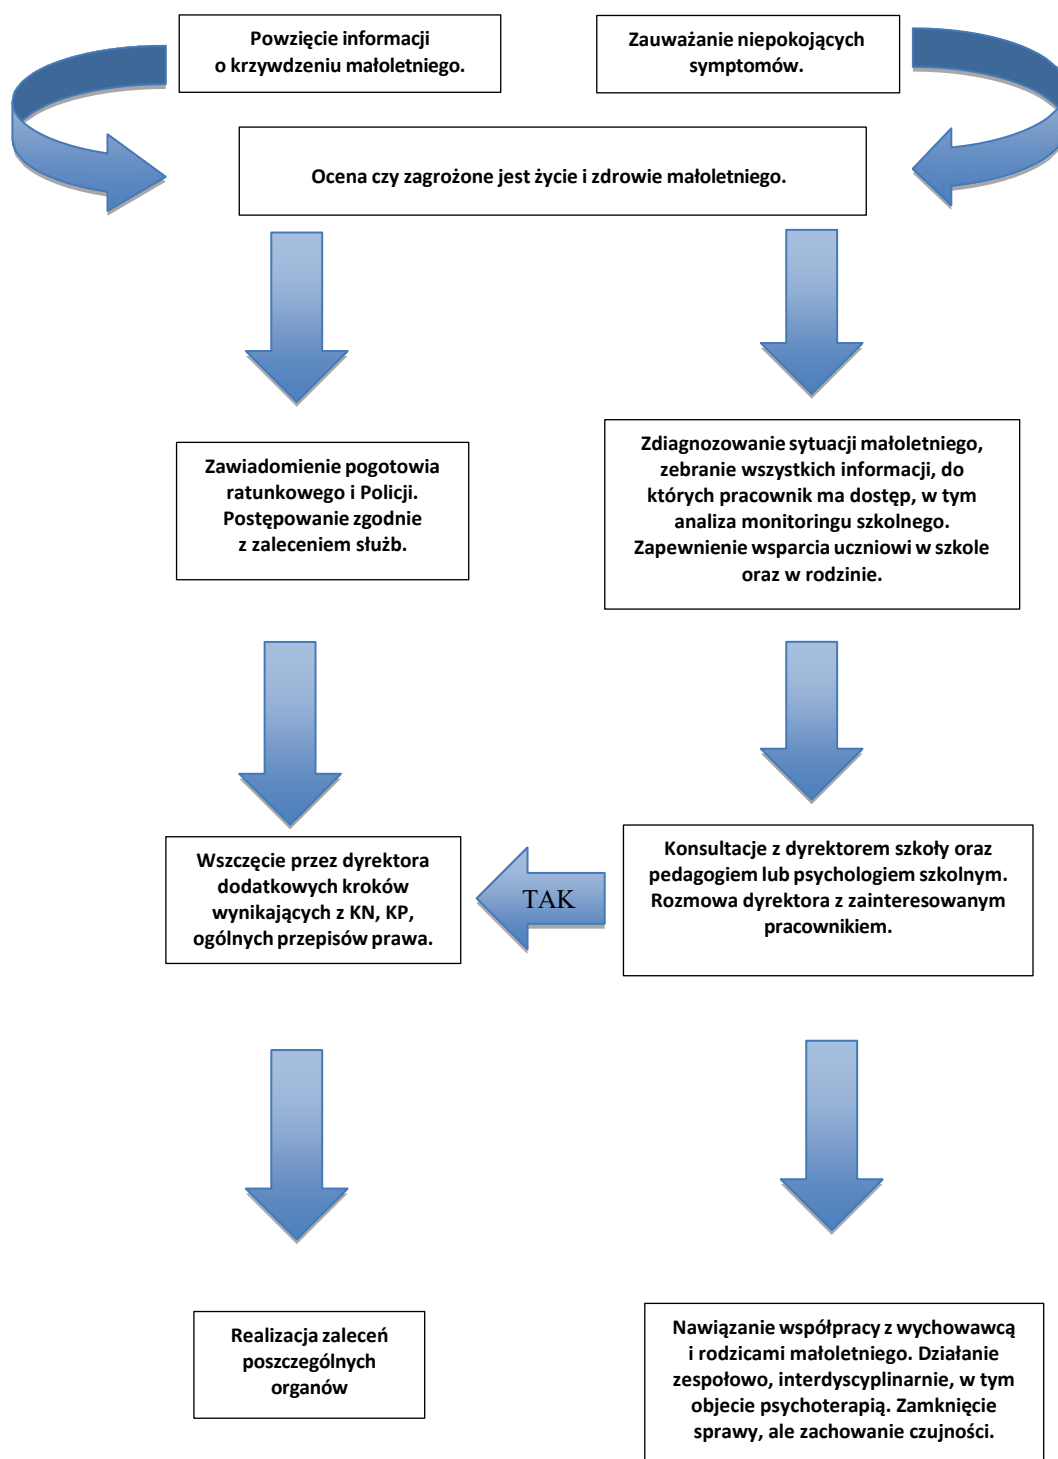 Powzięcie informacji
o krzywdzeniu małoletniego.
Zauważanie niepokojących
symptomów.
Ocena czy zagrożone jest życie i zdrowie małoletniego.
Zawiadomienie pogotowia
ratunkowego i Policji.
Postępowanie zgodnie
z zaleceniem służb.
Zdiagnozowanie sytuacji małoletniego,
zebranie wszystkich informacji, do
których pracownik ma dostęp, w tym
analiza monitoringu szkolnego.
Zapewnienie wsparcia uczniowi w szkole
oraz w rodzinie.
Wszczęcie przez dyrektora
dodatkowych kroków
wynikających z KN, KP,
ogólnych przepisów prawa.
TAK
Konsultacje z dyrektorem szkoły oraz
pedagogiem lub psychologiem szkolnym.
Rozmowa dyrektora z zainteresowanym
pracownikiem.
Realizacja zaleceń
poszczególnych
organów
Nawiązanie współpracy z wychowawcą
i rodzicami małoletniego. Działanie
zespołowo, interdyscyplinarnie, w tym
objecie psychoterapią. Zamknięcie
sprawy, ale zachowanie czujności.